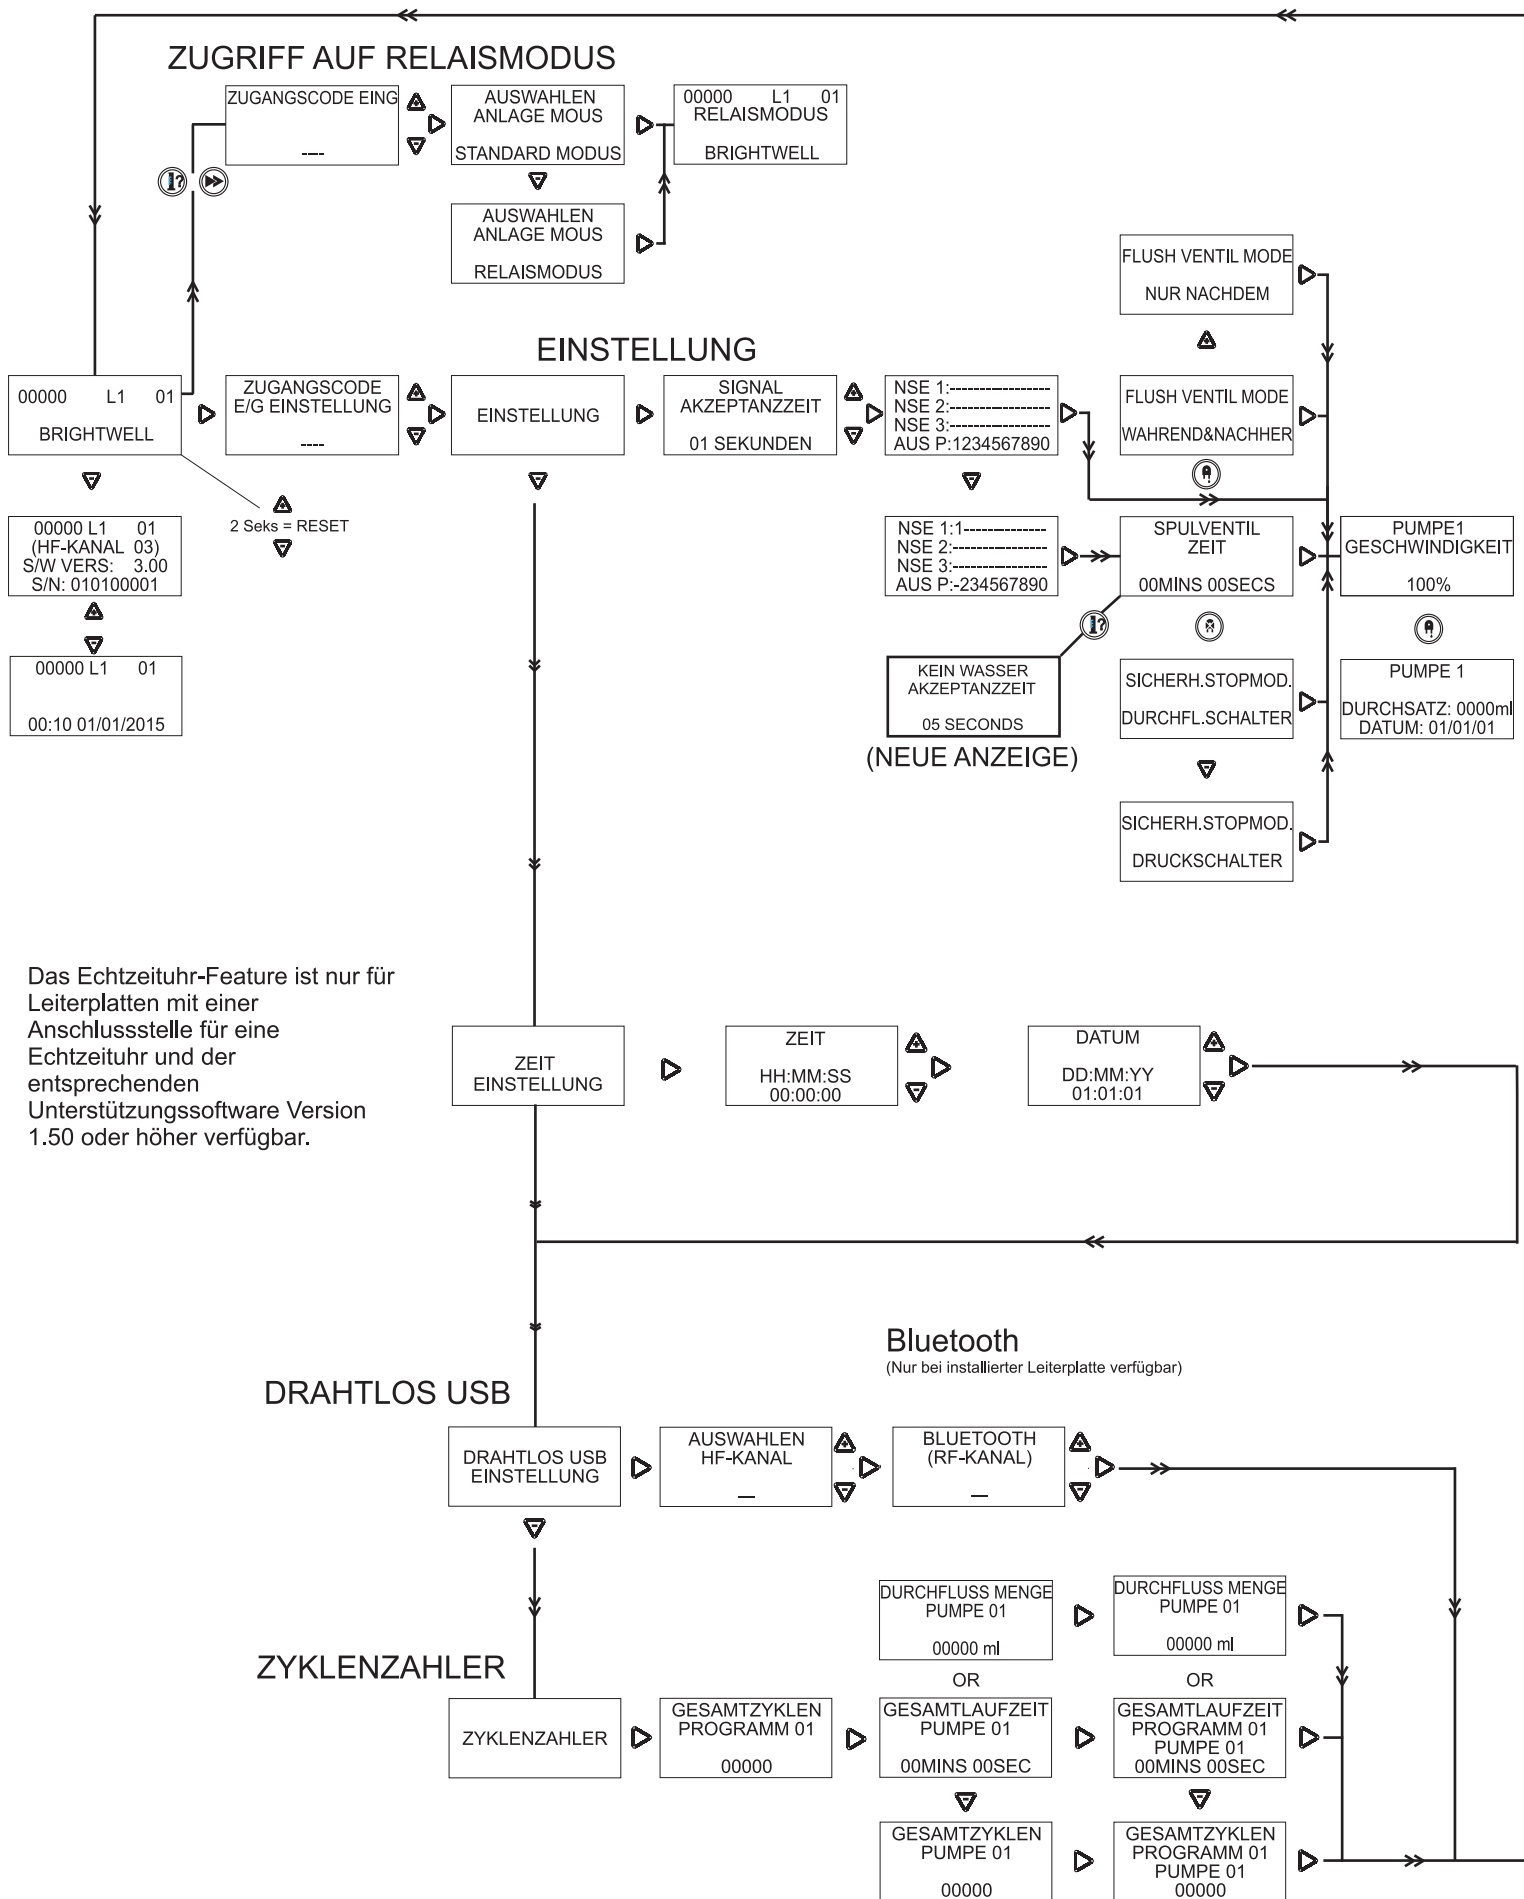 ZUGRIFF AUF RELAISMODUS
ZUGANGSCODE EING
----
AUSWAHLEN
ANLAGE MOUS
STANDARD MODUS
00000 L1 01
RELAISMODUS
BRIGHTWELL
AUSWAHLEN
ANLAGE MOUS
RELAISMODUS
FLUSH VENTIL MODE
NUR NACHDEM
EINSTELLUNG
00000 L1 01
BRIGHTWELL
ZUGANGSCODE
E/G EINSTELLUNG
----
EINSTELLUNG
SIGNAL
AKZEPTANZZEIT
01 SEKUNDEN
NSE 1:------------------
NSE 2:------------------
NSE 3:------------------
AUS P:1234567890
FLUSH VENTIL MODE
WAHREND&NACHHER
2 Seks = RESET
00000 L1 01
(HF-KANAL 03)
S/W VERS: 3.00
S/N: 010100001
NSE 1:1---------------
NSE 2:-----------------
NSE 3:-----------------
AUS P:-234567890
SPULVENTIL
ZEIT
00MINS 00SECS
PUMPE1
GESCHWINDIGKEIT
100%
00000 L1 01
00:10 01/01/2015
KEIN WASSER
AKZEPTANZZEIT
05 SECONDS
(NEUE ANZEIGE)
SICHERH.STOPMOD.
DURCHFL.SCHALTER
PUMPE 1
DURCHSATZ: 0000ml
DATUM: 01/01/01
SICHERH.STOPMOD.
DRUCKSCHALTER
Das Echtzeituhr-Feature ist nur für
Leiterplatten mit einer
Anschlussstelle für eine
Echtzeituhr und der
entsprechenden
Unterstützungssoftware Version
1.50 oder höher verfügbar.
ZEIT
EINSTELLUNG
ZEIT
HH:MM:SS
00:00:00
DATUM
DD:MM:YY
01:01:01
Bluetooth
(Nur bei installierter Leiterplatte verfügbar)
DRAHTLOS USB
DRAHTLOS USB
EINSTELLUNG
AUSWAHLEN
HF-KANAL
—
BLUETOOTH
(RF-KANAL)
—
DURCHFLUSS MENGE
PUMPE 01
00000 ml
DURCHFLUSS MENGE
PUMPE 01
00000 ml
ZYKLENZAHLER
OR
OR
ZYKLENZAHLER
GESAMTZYKLEN
PROGRAMM 01
00000
GESAMTLAUFZEIT
PUMPE 01
00MINS 00SEC
GESAMTLAUFZEIT
PROGRAMM 01
PUMPE 01
00MINS 00SEC
GESAMTZYKLEN
PUMPE 01
00000
GESAMTZYKLEN
PROGRAMM 01
PUMPE 01
00000